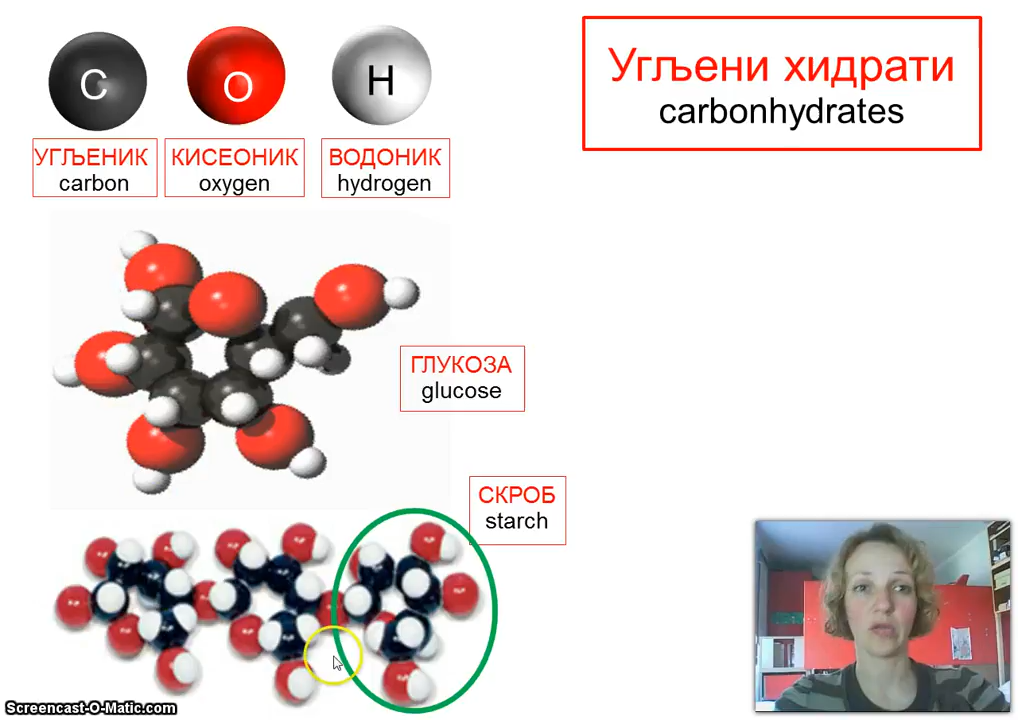 C
O
H
Угљени хидрати
carbonhydrates
УГЉЕНИК
carbon
КИСЕОНИК
oxygen
ВОДОНИК
hydrogen
ГЛУКОЗА
glucose
СКРОБ
starch
Screencast-O-Matic.com